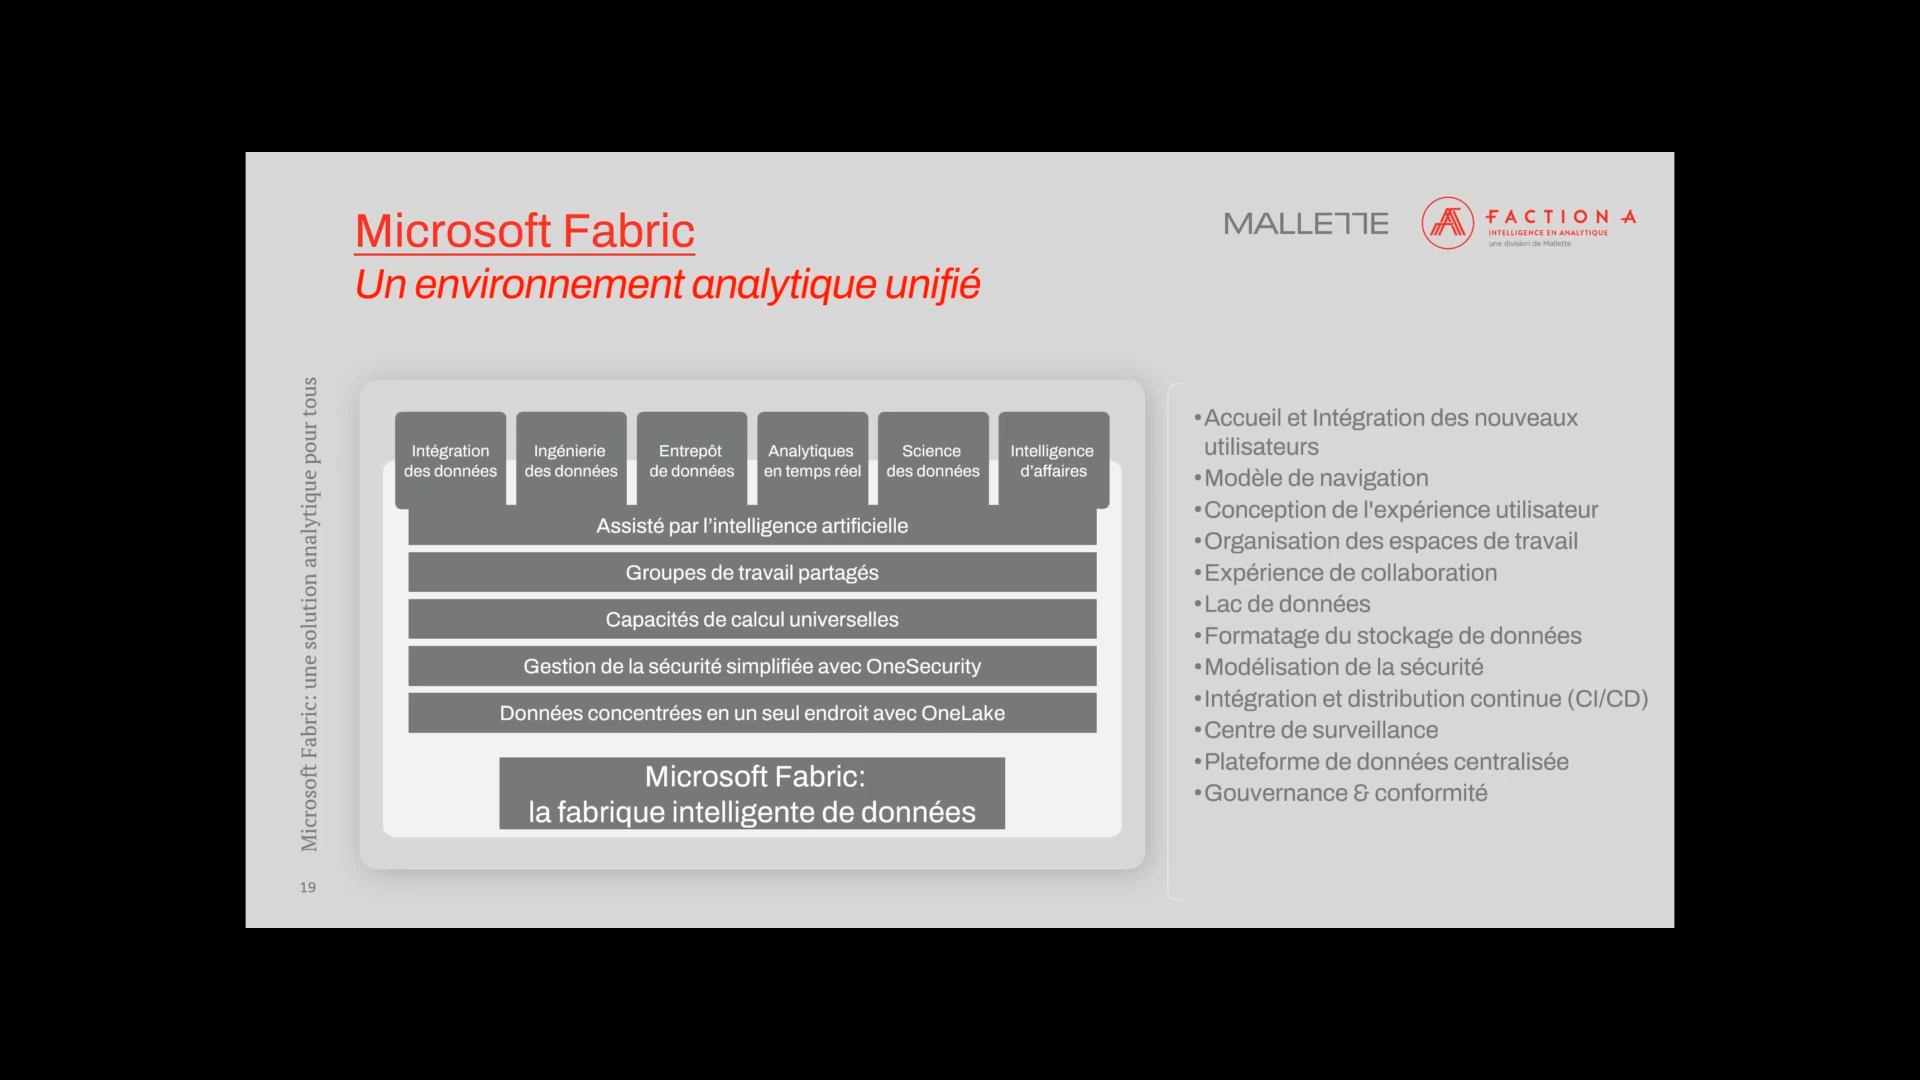 Microsoft Fabric
Un environnement analytique unifié
MALLETTE
FACTION A
INTELLIGENCE EN ANALYTIQUE
une division de Mallette
Microsoft Fabric: une solution analytique pour tous
Intégration
des données
Ingénierie
des données
Entrepôt
de données
Analytiques
en temps réel
Science
des données
Intelligence
d’affaires
Assisté par l’intelligence artificielle
Groupes de travail partagés
Capacités de calcul universelles
Gestion de la sécurité simplifiée avec OneSecurity
Données concentrées en un seul endroit avec OneLake
Microsoft Fabric:
la fabrique intelligente de données
•Accueil et Intégration des nouveaux
utilisateurs
•Modèle de navigation
•Conception de l'expérience utilisateur
•Organisation des espaces de travail
•Expérience de collaboration
•Lac de données
•Formatage du stockage de données
•Modélisation de la sécurité
•Intégration et distribution continue (CI/CD)
•Centre de surveillance
•Plateforme de données centralisée
•Gouvernance & conformité
19